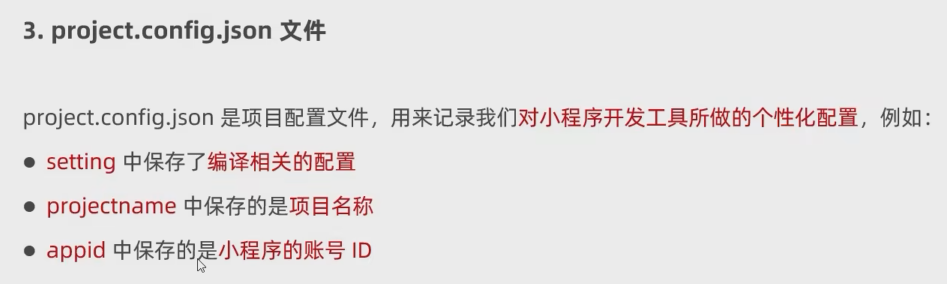 3. project.config.json 文件
project.config.json 是项目配置文件，用来记录我们对小程序开发工具所做的个性化配置，例如：
● setting 中保存了编译相关的配置
● projectname 中保存的是项目名称
● appid 中保存的是小程序的账号 ID